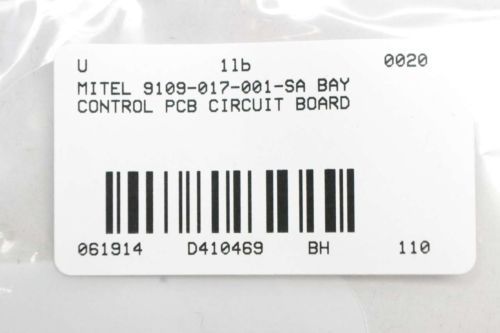 U 1lb 0020
MITEL 9109-017-001-SA BAY
CONTROL PCB CIRCUIT BOARD
061914 D410469 BH 110